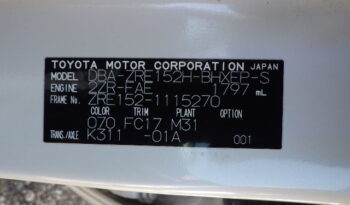 TOYOTA MOTOR CORPORATION JAPAN
MODEL DBA-ZRE152H-BHXEP-S
ENGINE 2ZR-FAE 1797 mL
FRAME NO. ZRE152-1115270
COLOR TRIM PLANT
070 FC17 M31
TRANS./AXLE K311 -01A 001